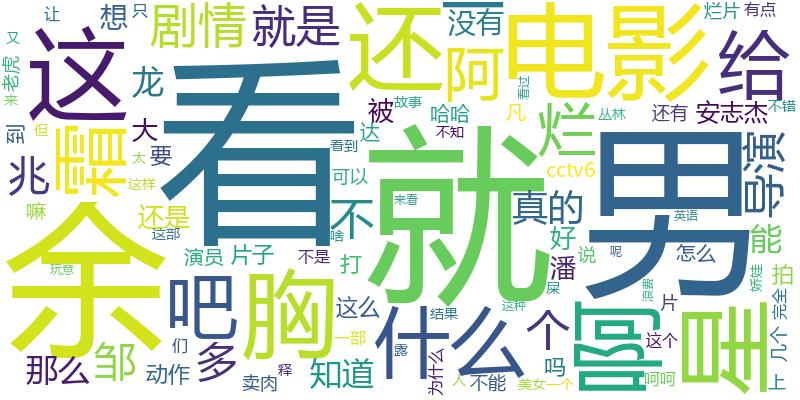 让 只 想 剧情 就是 还 没有 电影 给 烂片 有点
又 老虎 来 这 龙 看 被 故事 阿 哈哈 凡 丛林 看过 还有 安志杰 不错
到 但 霜 大 达 不知 烂 导演
兆 太 要 看到 就 男
嘛 这样 还是 不 可以 来看 真的 cctv6 英语
余 这部 演员 片子 不是 啥 打 好 说 呢 怎么 能
玩意 吧 胸 这么 什么 这种 潘 屎 浪费 片 娇娃 拍
那么 邹 们 多 一部 结果 个 啊 这个 星 完全
动作 卖肉 释 知道 露 为什么 人 不能 吗 美女一个 呵呵 几个 上